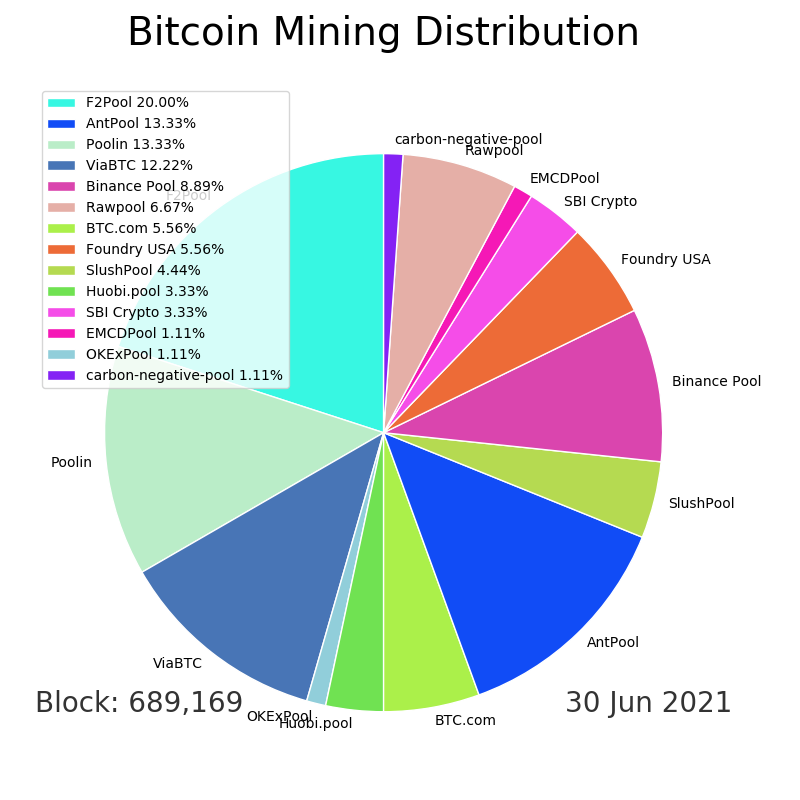 Bitcoin Mining Distribution
F2Pool 20.00%
AntPool 13.33%
Poolin 13.33%
ViaBTC 12.22%
Binance Pool 8.89%
Rawpool 6.67%
BTC.com 5.56%
Foundry USA 5.56%
SlushPool 4.44%
Huobi.pool 3.33%
SBI Crypto 3.33%
EMCDPool 1.11%
OKExPool 1.11%
carbon-negative-pool 1.11%
carbon-negative-pool
Rawpool
EMCDPool
SBI Crypto
Foundry USA
Binance Pool
SlushPool
AntPool
BTC.com
Huobi.pool
OKExPool
ViaBTC
Poolin
F2Pool
Block: 689,169
30 Jun 2021